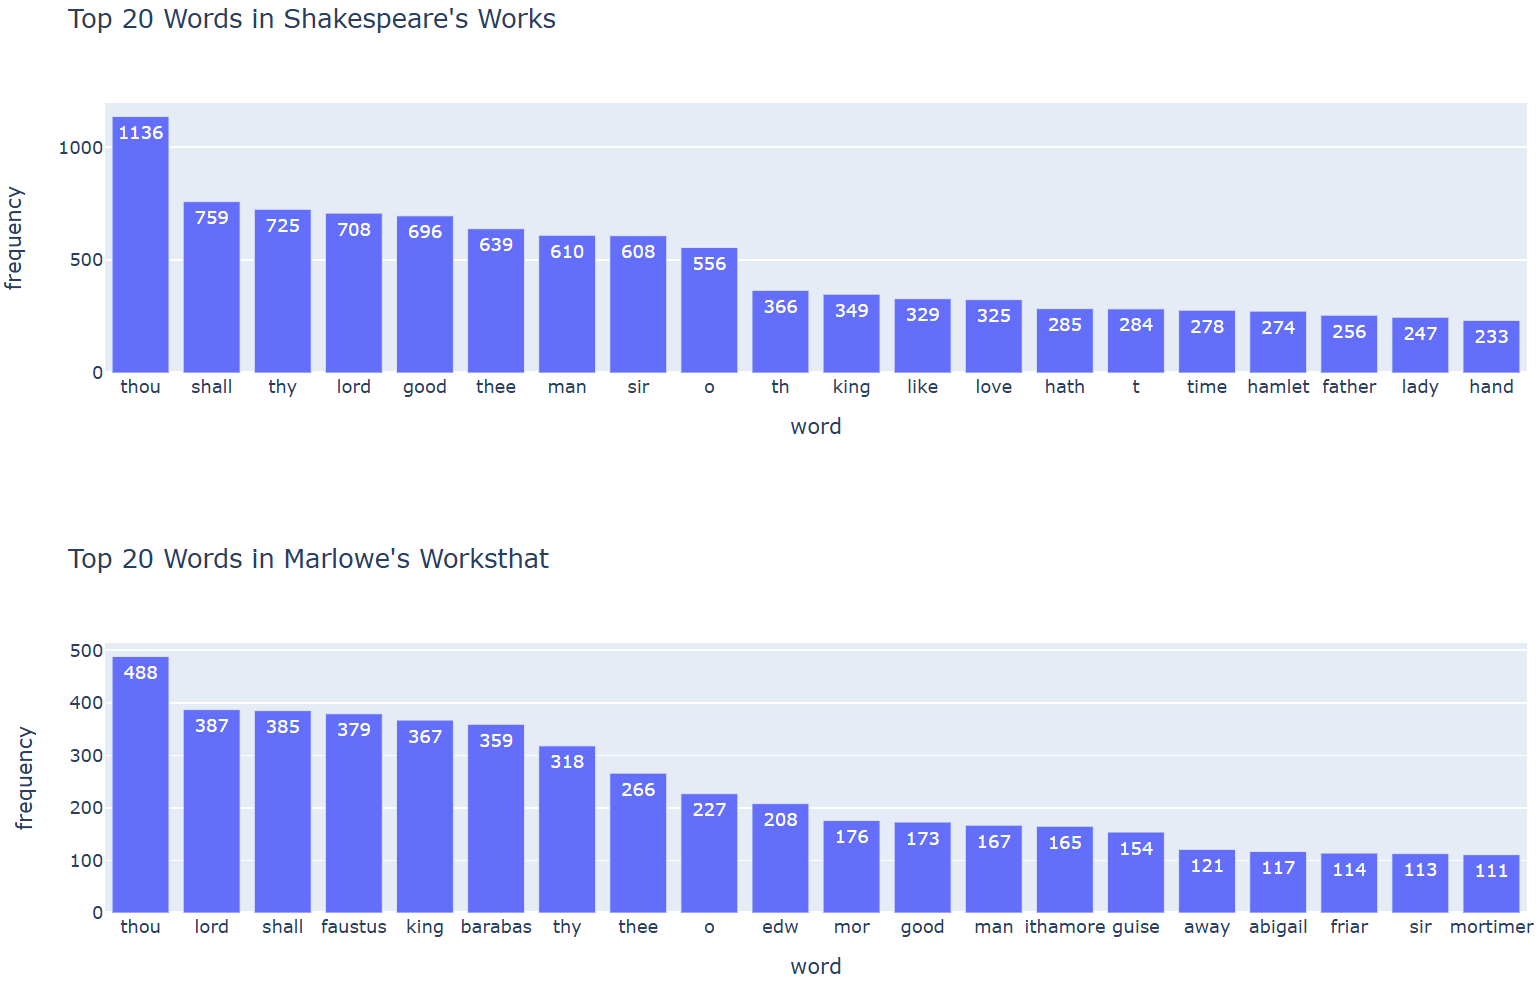 Top 20 Words in Shakespeare's Works
frequency
1000
500
0
1136 759 725 708 696 639 610 608 556 366 349 329 325 285 284 278 274 256 247 233
thou shall thy lord good thee man sir o th king like love hath t time hamlet father lady hand
word
Top 20 Words in Marlowe's Worksthat
frequency
500
400
300
200
100
0
488 387 385 379 367 359 318 266 227 208 176 173 167 165 154 121 117 114 113 111
thou lord shall faustus king barabas thy thee o edw mor good man ithamore guise away abigail friar sir mortimer
word